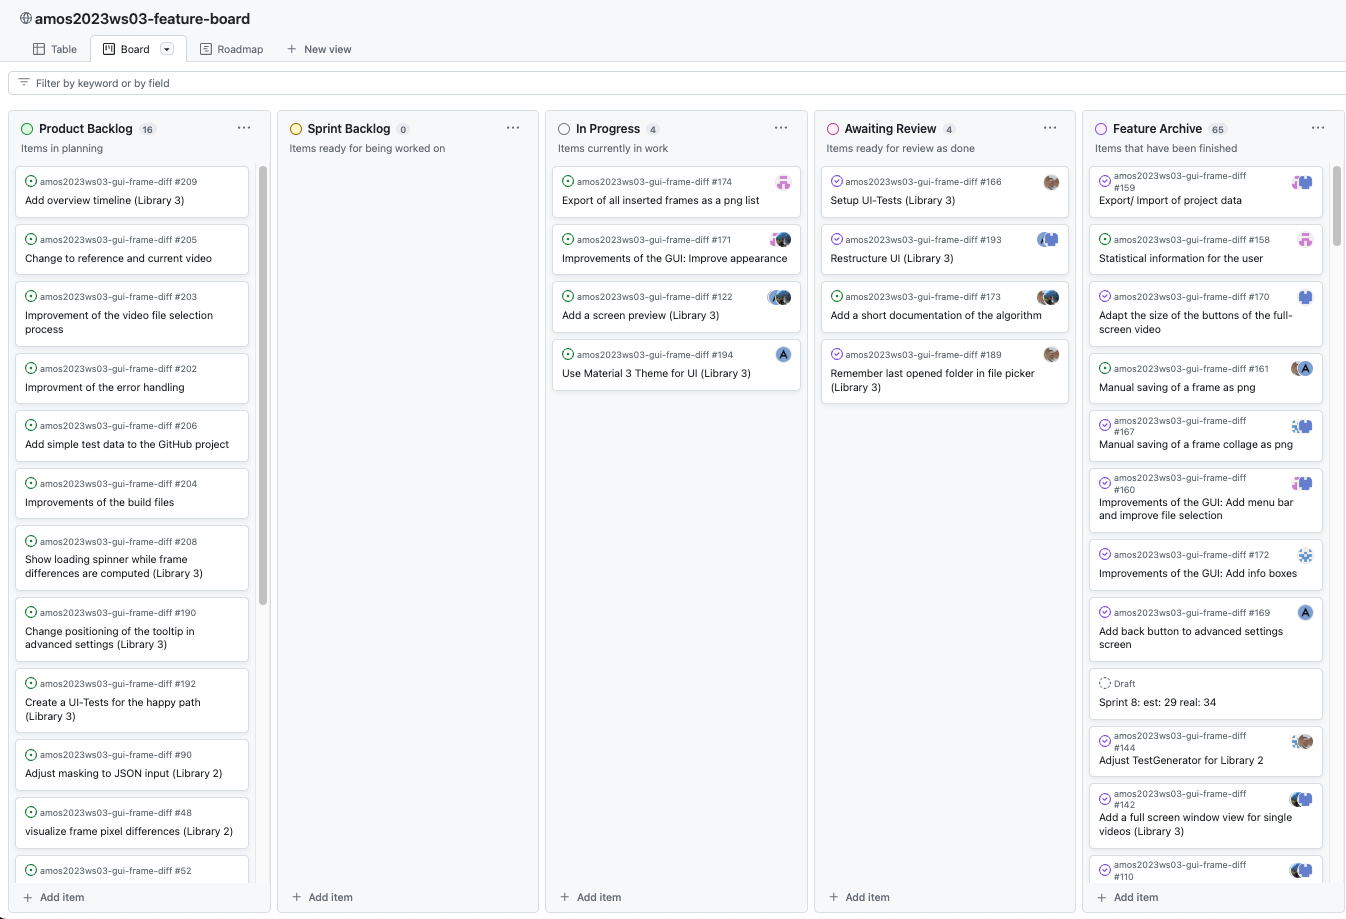 amos2023ws03-feature-board
Table
Board
Roadmap
New view
Filter by keyword or by field
Product Backlog 16
Items in planning
amos2023ws03-gui-frame-diff #209
Add overview timeline (Library 3)
amos2023ws03-gui-frame-diff #205
Change to reference and current video
amos2023ws03-gui-frame-diff #203
Improvement of the video file selection
process
amos2023ws03-gui-frame-diff #202
Improvment of the error handling
amos2023ws03-gui-frame-diff #206
Add simple test data to the GitHub project
amos2023ws03-gui-frame-diff #204
Improvements of the build files
amos2023ws03-gui-frame-diff #208
Show loading spinner while frame
differences are computed (Library 3)
amos2023ws03-gui-frame-diff #190
Change positioning of the tooltip in
advanced settings (Library 3)
amos2023ws03-gui-frame-diff #192
Create a UI-Tests for the happy path
(Library 3)
amos2023ws03-gui-frame-diff #90
Adjust masking to JSON input (Library 2)
amos2023ws03-gui-frame-diff #48
visualize frame pixel differences (Library 2)
amos2023ws03-gui-frame-diff #52
Add item
Sprint Backlog 0
Items ready for being worked on
Add item
In Progress 4
Items currently in work
amos2023ws03-gui-frame-diff #174
Export of all inserted frames as a png list
amos2023ws03-gui-frame-diff #171
Improvements of the GUI: Improve appearance
amos2023ws03-gui-frame-diff #122
Add a screen preview (Library 3)
amos2023ws03-gui-frame-diff #194
A
Use Material 3 Theme for UI (Library 3)
Add item
Awaiting Review 4
Items ready for review as done
amos2023ws03-gui-frame-diff #166
Setup UI-Tests (Library 3)
amos2023ws03-gui-frame-diff #193
Restructure UI (Library 3)
amos2023ws03-gui-frame-diff #173
Add a short documentation of the algorithm
amos2023ws03-gui-frame-diff #189
Remember last opened folder in file picker
(Library 3)
Add item
Feature Archive 65
Items that have been finished
amos2023ws03-gui-frame-diff
#159
Export/ Import of project data
amos2023ws03-gui-frame-diff #158
Statistical information for the user
amos2023ws03-gui-frame-diff #170
Adapt the size of the buttons of the full-
screen video
amos2023ws03-gui-frame-diff #161
A
Manual saving of a frame as png
amos2023ws03-gui-frame-diff
#167
Manual saving of a frame collage as png
amos2023ws03-gui-frame-diff
#160
Improvements of the GUI: Add menu bar
and improve file selection
amos2023ws03-gui-frame-diff #172
Improvements of the GUI: Add info boxes
amos2023ws03-gui-frame-diff #169
A
Add back button to advanced settings
screen
Draft
Sprint 8: est: 29 real: 34
amos2023ws03-gui-frame-diff
#144
Adjust TestGenerator for Library 2
amos2023ws03-gui-frame-diff
#142
Add a full screen window view for single
videos (Library 3)
amos2023ws03-gui-frame-diff
#110
Add item